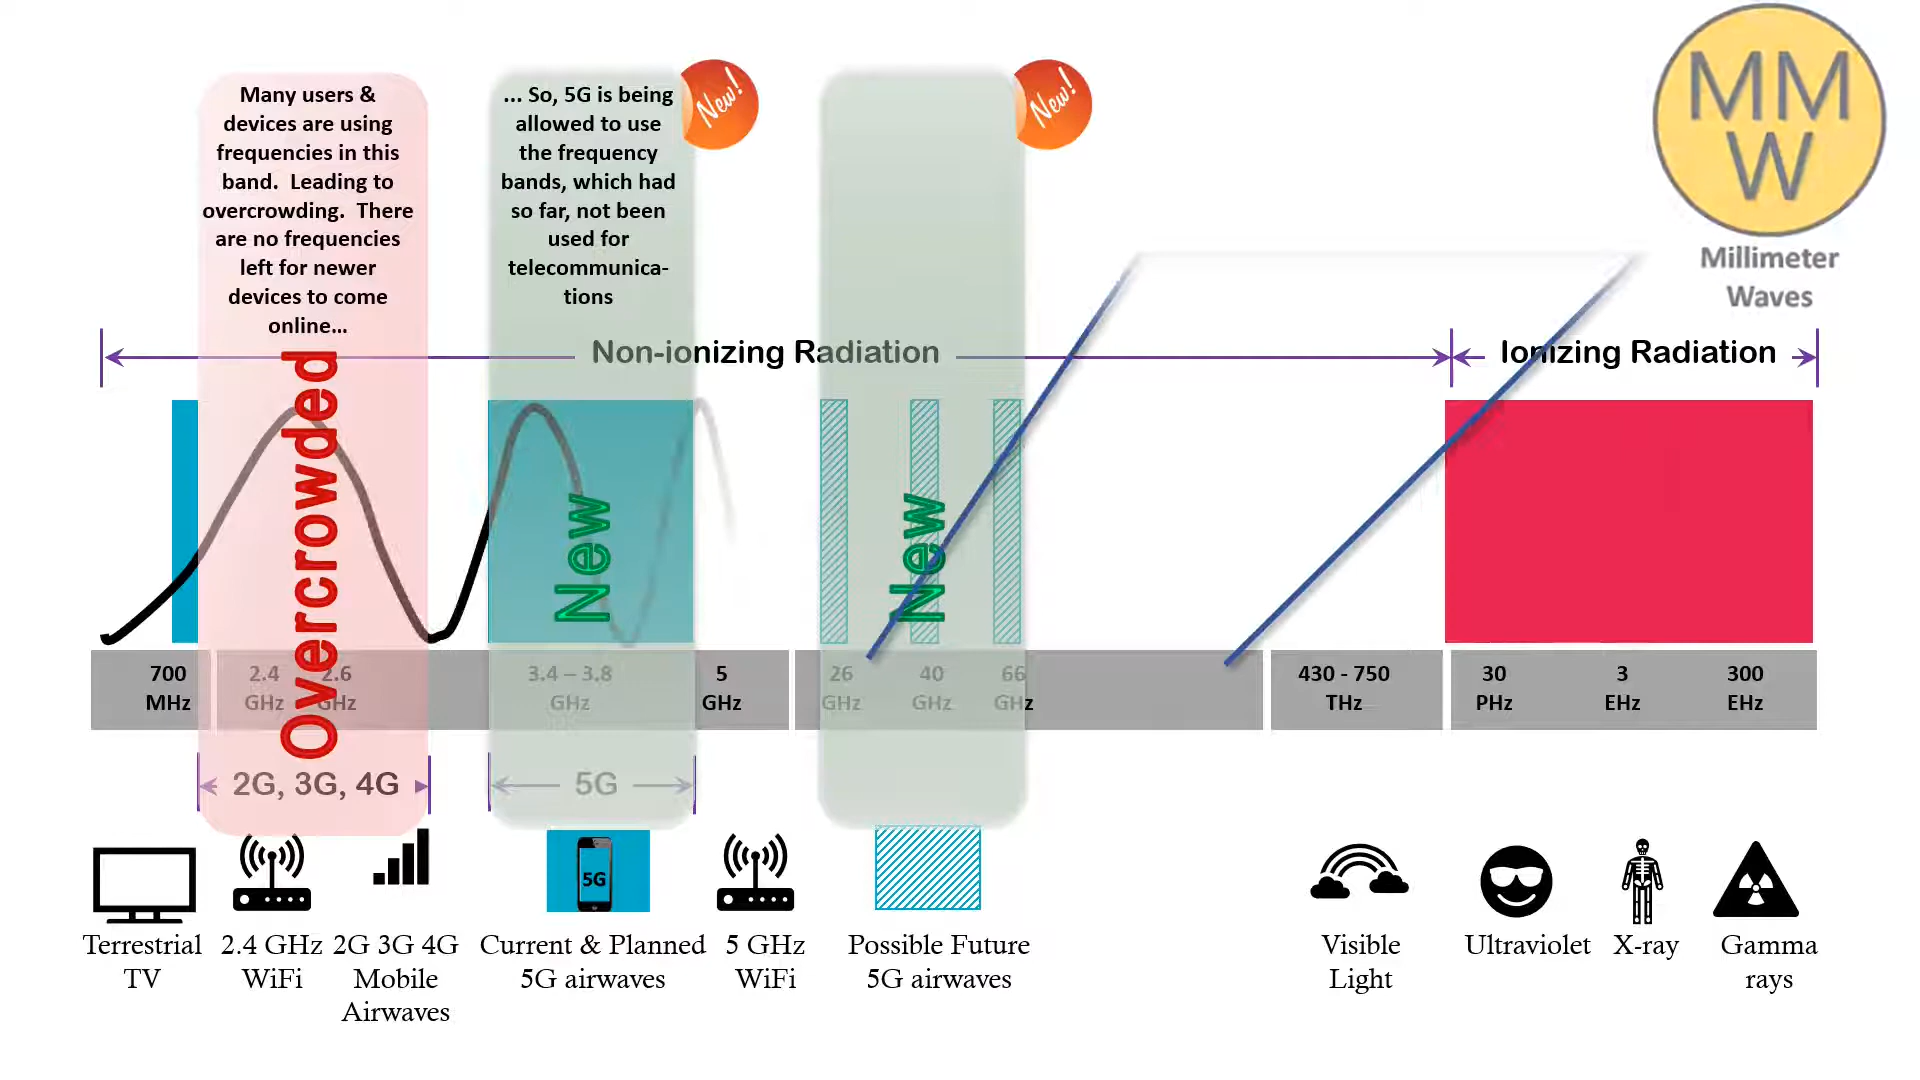 Many users &
devices are using
frequencies in this
band.  Leading to
overcrowding.  There
are no frequencies
left for newer
devices to come
online...
... So, 5G is being
allowed to use
the frequency
bands, which had
so far, not been
used for
telecommunica-
tions
New!
New!
MM
W
Millimeter
Waves
Non-ionizing Radiation
Ionizing Radiation
Overcrowded
New
New
700
MHz
2.4
GHz
2.6
GHz
3.4 – 3.8
GHz
5
GHz
26
GHz
40
GHz
66
GHz
430 - 750
THz
30
PHz
3
EHz
300
EHz
2G, 3G, 4G
5G
5G
Terrestrial
TV
2.4 GHz
WiFi
2G 3G 4G
Mobile
Airwaves
Current & Planned
5G airwaves
5 GHz
WiFi
Possible Future
5G airwaves
Visible
Light
Ultraviolet
X-ray
Gamma
rays